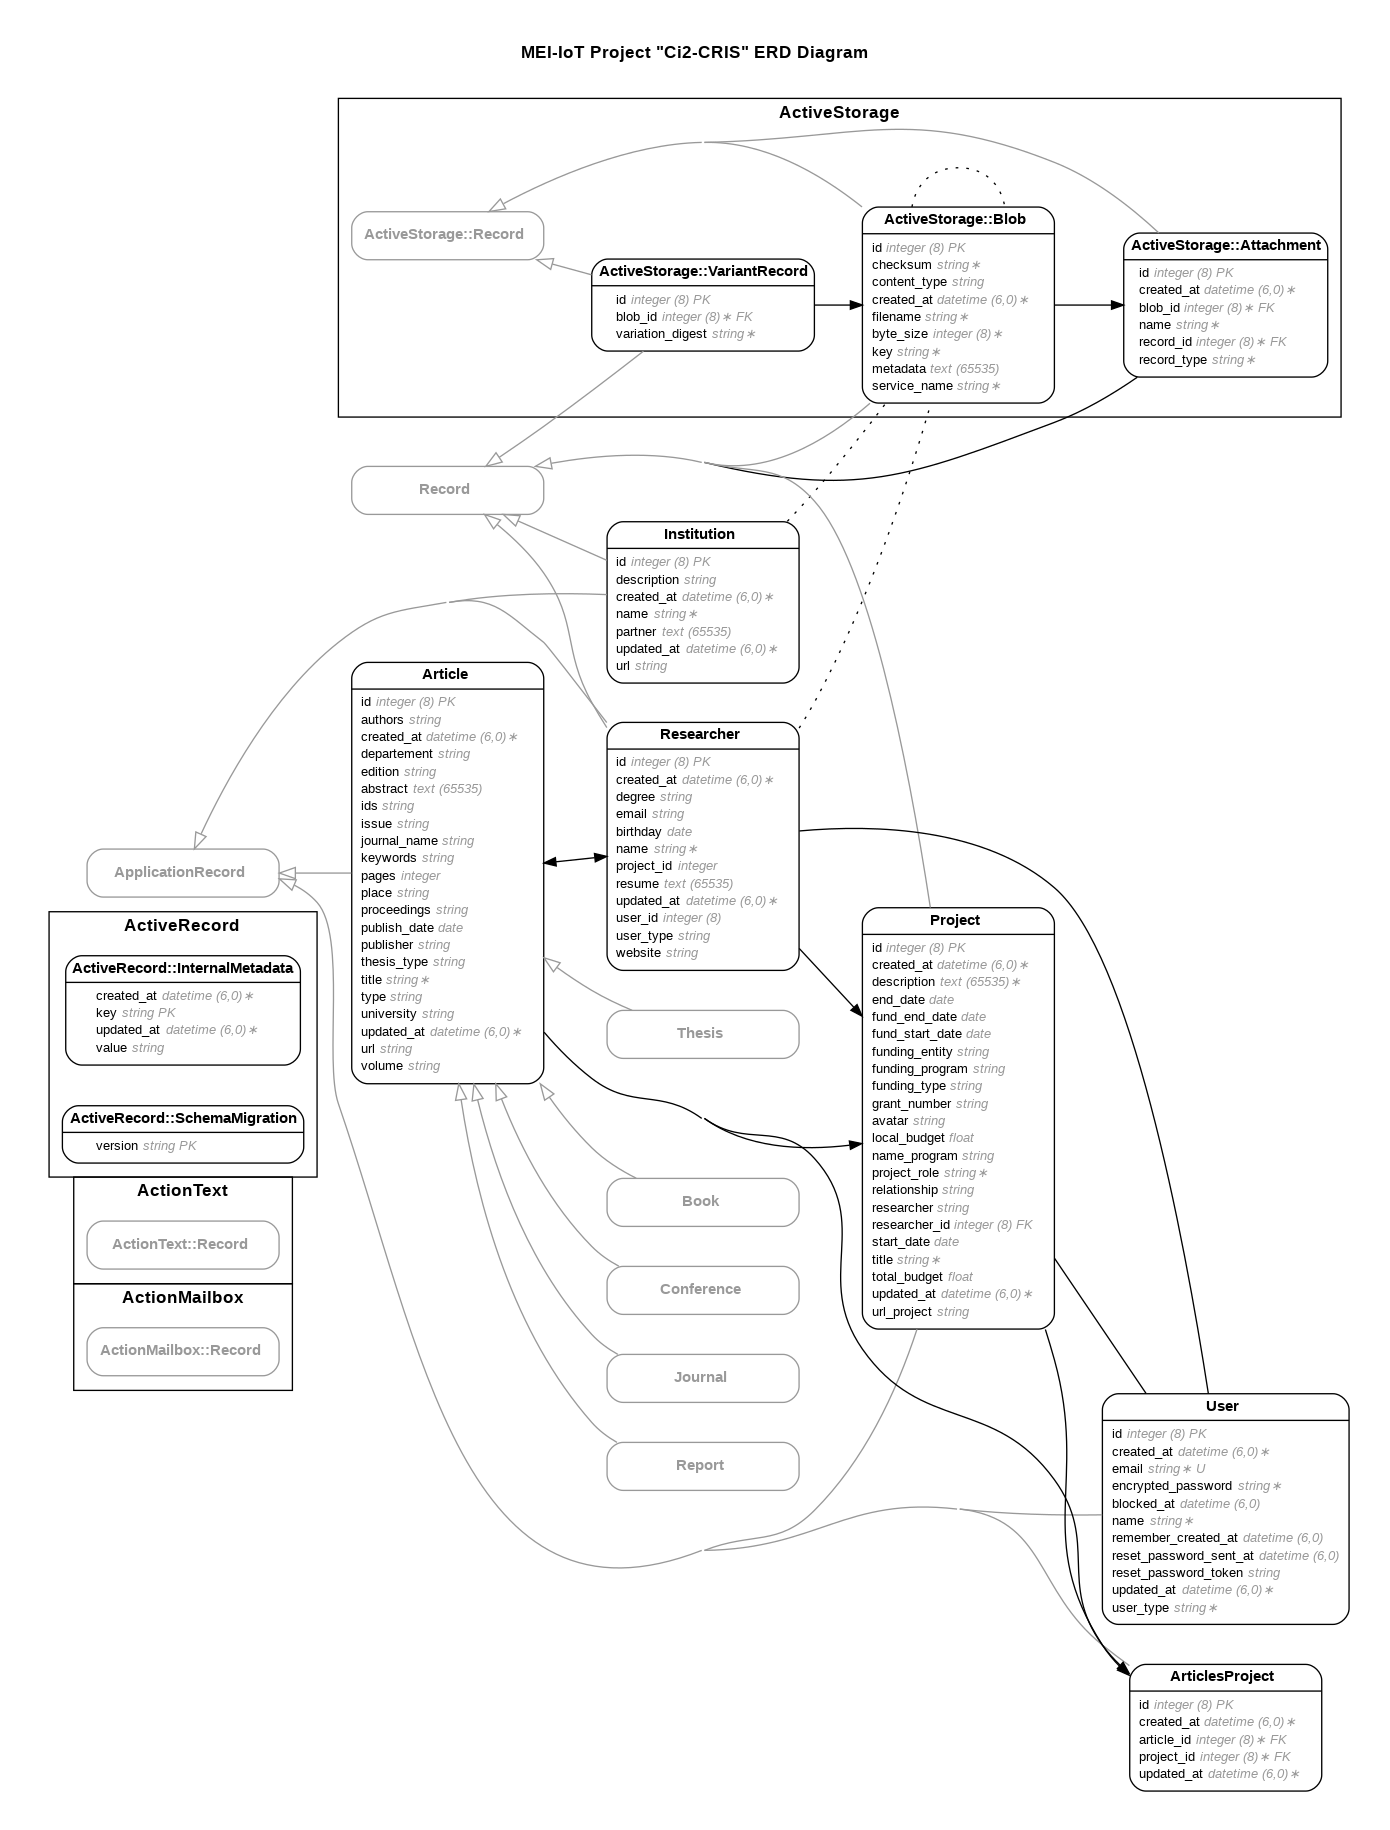 MEI-IoT Project "Ci2-CRIS" ERD Diagram
ActiveStorage
ActiveStorage::Record
ActiveStorage::VariantRecord
id integer (8) PK
blob_id integer (8)∗ FK
variation_digest string∗
ActiveStorage::Blob
id integer (8) PK
checksum string∗
content_type string
created_at datetime (6,0)∗
filename string∗
byte_size integer (8)∗
key string∗
metadata text (65535)
service_name string∗
ActiveStorage::Attachment
id integer (8) PK
created_at datetime (6,0)∗
blob_id integer (8)∗ FK
name string∗
record_id integer (8)∗ FK
record_type string∗
Record
Institution
id integer (8) PK
description string
created_at datetime (6,0)∗
name string∗
partner text (65535)
updated_at datetime (6,0)∗
url string
Article
id integer (8) PK
authors string
created_at datetime (6,0)∗
departement string
edition string
abstract text (65535)
ids string
issue string
journal_name string
keywords string
pages integer
place string
proceedings string
publish_date date
publisher string
thesis_type string
title string∗
type string
university string
updated_at datetime (6,0)∗
url string
volume string
Researcher
id integer (8) PK
created_at datetime (6,0)∗
degree string
email string
birthday date
name string∗
project_id integer
resume text (65535)
updated_at datetime (6,0)∗
user_id integer (8)
user_type string
website string
ApplicationRecord
ActiveRecord
ActiveRecord::InternalMetadata
created_at datetime (6,0)∗
key string PK
updated_at datetime (6,0)∗
value string
ActiveRecord::SchemaMigration
version string PK
ActionText
ActionText::Record
ActionMailbox
ActionMailbox::Record
Thesis
Book
Conference
Journal
Report
Project
id integer (8) PK
created_at datetime (6,0)∗
description text (65535)∗
end_date date
fund_end_date date
fund_start_date date
funding_entity string
funding_program string
funding_type string
grant_number string
avatar string
local_budget float
name_program string
project_role string∗
relationship string
researcher string
researcher_id integer (8) FK
start_date date
title string∗
total_budget float
updated_at datetime (6,0)∗
url_project string
User
id integer (8) PK
created_at datetime (6,0)∗
email string∗ U
encrypted_password string∗
blocked_at datetime (6,0)
name string∗
remember_created_at datetime (6,0)
reset_password_sent_at datetime (6,0)
reset_password_token string
updated_at datetime (6,0)∗
user_type string∗
ArticlesProject
id integer (8) PK
created_at datetime (6,0)∗
article_id integer (8)∗ FK
project_id integer (8)∗ FK
updated_at datetime (6,0)∗